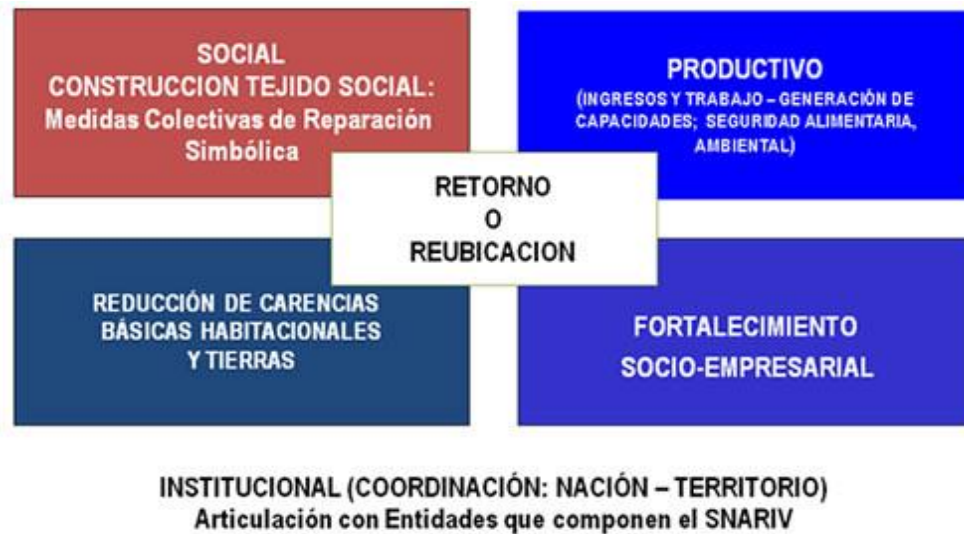 SOCIAL
CONSTRUCCION TEJIDO SOCIAL:
Medidas Colectivas de Reparación
Simbólica
PRODUCTIVO
(INGRESOS Y TRABAJO – GENERACIÓN DE
CAPACIDADES; SEGURIDAD ALIMENTARIA,
AMBIENTAL)
RETORNO
O
REUBICACION
REDUCCIÓN DE CARENCIAS
BÁSICAS HABITACIONALES
Y TIERRAS
FORTALECIMIENTO
SOCIO-EMPRESARIAL
INSTITUCIONAL (COORDINACIÓN: NACIÓN – TERRITORIO)
Articulación con Entidades que componen el SNARIV